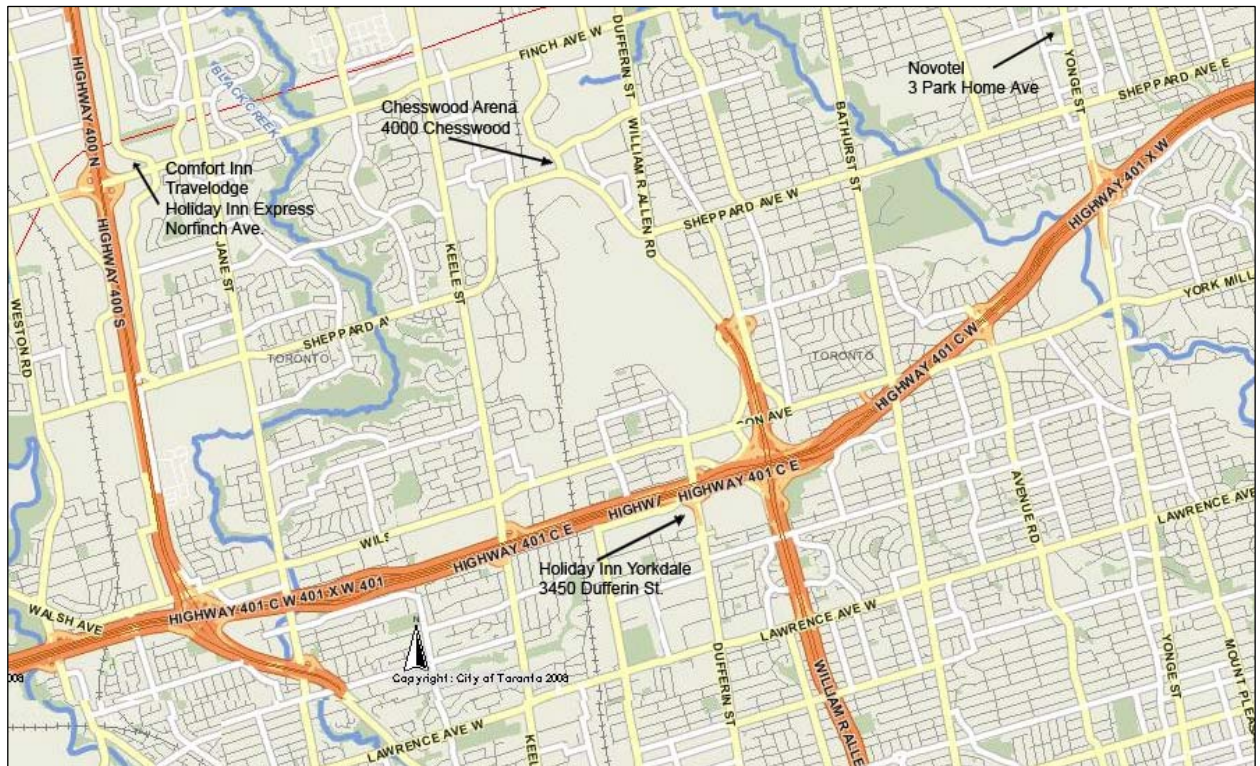 HIGHWAY 400 N
BLACK CREEK
FINCH AVE W
DUFFERIN ST
Novotel
3 Park Home Ave
YONGE ST
SHEPPARD AVE E
Chesswood Arena
4000 Chesswood
WILLIAM R ALLEN RD
BATHURST ST
Comfort Inn
Travelodge
Holiday Inn Express
Norfinch Ave.
HIGHWAY 401 X W
SHEPPARD AVE W
HIGHWAY 400 S
JANE ST
KEELE ST
WESTON RD
YORK MILL
SHEPPARD AV
TORONTO
TORONTO
HIGHWAY 401 C W
CON AVE
HIGHWA
HIGHWAY 401 C E
AVENUE RD
LAWRENCE AVE
WILS
HIGHWAY 401 C E
Holiday Inn Yorkdale
3450 Dufferin St.
WALSH AVE
HIGHWAY 401 C W 401 X W 401
LAWRENCE AVE W
N
Copyright : City of Toronto 2008
008
DUFFERIN ST
WILLIAM R ALLE
YONGE ST
MOUNT PLE
LAWRENCE AVE W
KEEL